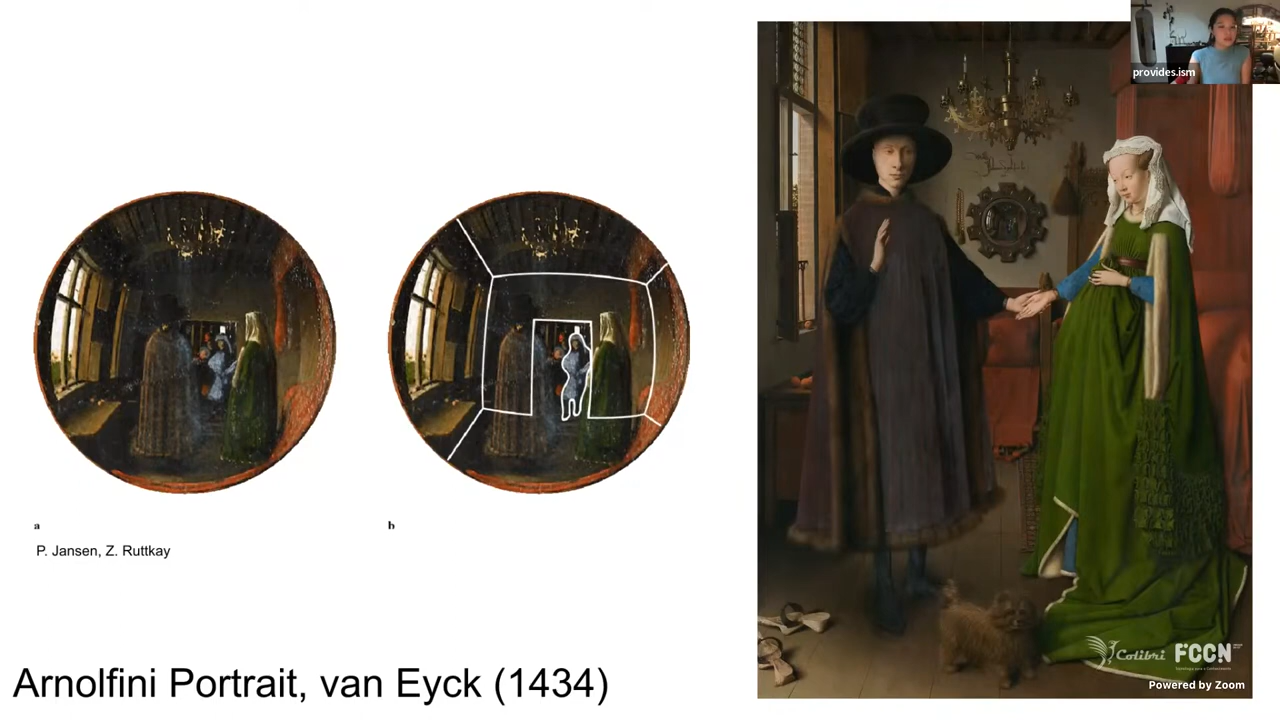 provides.ism
a
b
P. Jansen, Z. Ruttkay
Arnolfini Portrait, van Eyck (1434)
Colibri
FCCN
Powered by Zoom